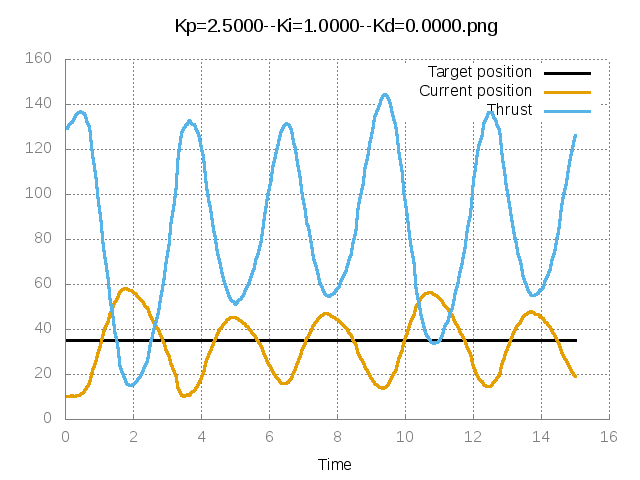 Kp=2.5000--Ki=1.0000--Kd=0.0000.png
160
140
120
100
80
60
40
20
0
Target position
Current position
Thrust
0 2 4 6 8 10 12 14 16
Time